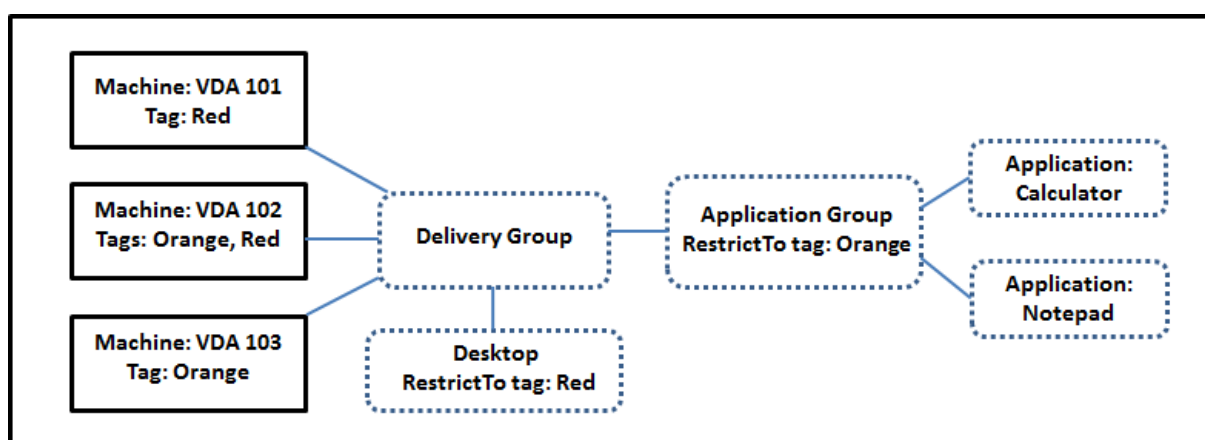 Machine: VDA 101
Tag: Red
Machine: VDA 102
Tags: Orange, Red
Machine: VDA 103
Tag: Orange
Delivery Group
Desktop
RestrictTo tag: Red
Application Group
RestrictTo tag: Orange
Application:
Calculator
Application:
Notepad